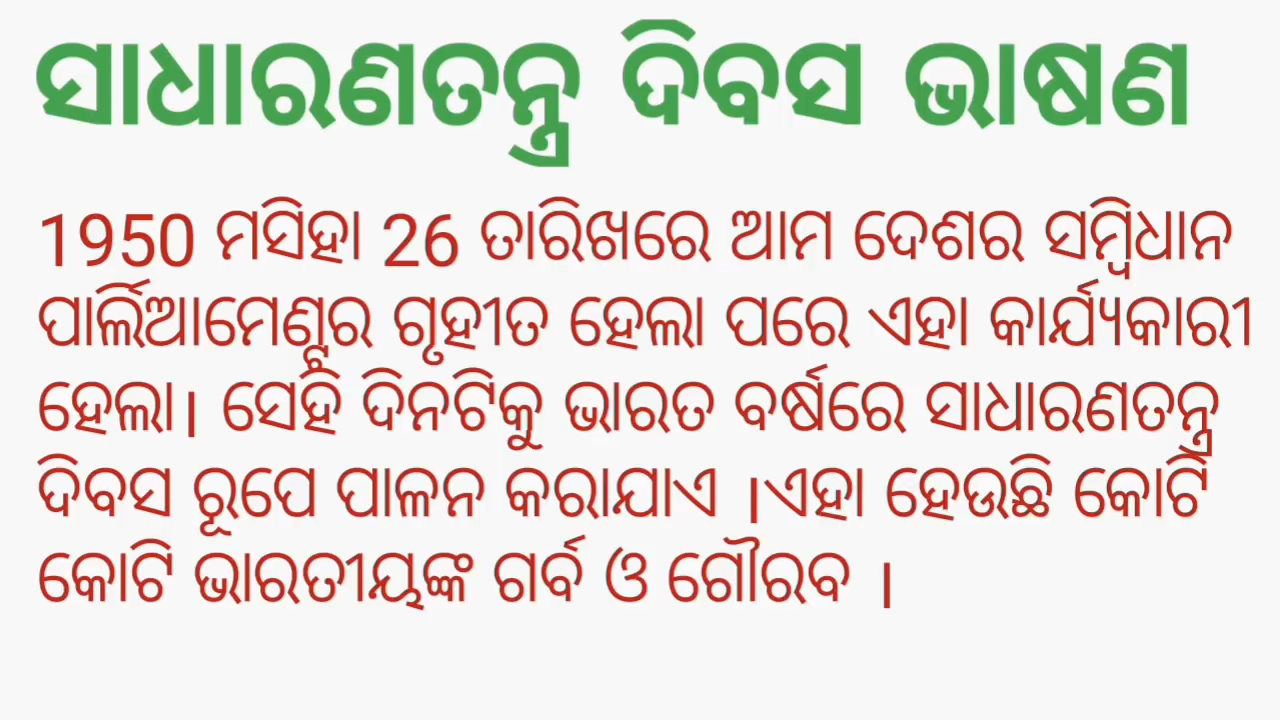 ସାଧାରଣତନ୍ତ୍ର ଦିବସ ଭାଷଣ
1950 ମସିହା 26 ତାରିଖରେ ଆମ ଦେଶର ସମ୍ବିଧାନ
ପାର୍ଲିଆମେଣ୍ଟର ଗୃହୀତ ହେଲା ପରେ ଏହା କାର୍ଯ୍ୟକାରୀ
ହେଲା। ସେହି ଦିନଟିକୁ ଭାରତ ବର୍ଷରେ ସାଧାରଣତନ୍ତ୍ର
ଦିବସ ରୂପେ ପାଳନ କରାଯାଏ ।ଏହା ହେଉଛି କୋଟି
କୋଟି ଭାରତୀୟଙ୍କ ଗର୍ବ ଓ ଗୌରବ ।